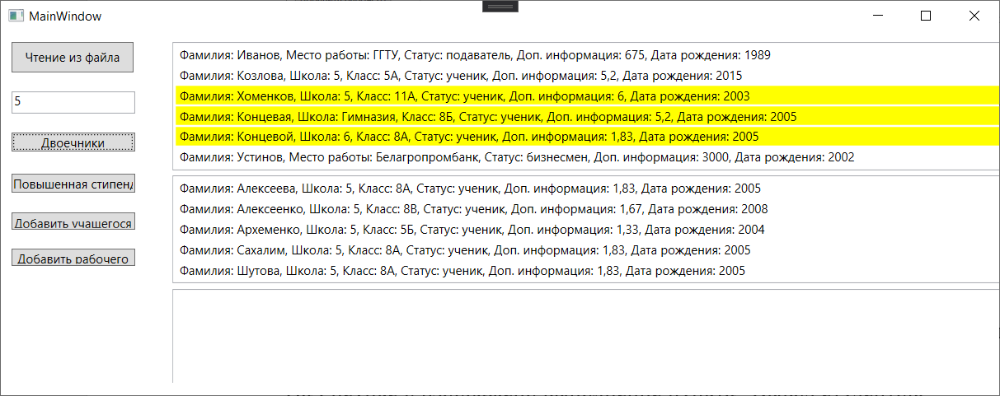 MainWindow
Чтение из файла
5
Двоечники
Повышенная стипенд
Добавить учащегося
Добавить рабочего
Фамилия: Иванов, Место работы: ГГТУ, Статус: подаватель, Доп. информация: 675, Дата рождения: 1989
Фамилия: Козлова, Школа: 5, Класс: 5А, Статус: ученик, Доп. информация: 5,2, Дата рождения: 2015
Фамилия: Хоменков, Школа: 5, Класс: 11А, Статус: ученик, Доп. информация: 6, Дата рождения: 2003
Фамилия: Концевая, Школа: Гимназия, Класс: 8Б, Статус: ученик, Доп. информация: 5,2, Дата рождения: 2005
Фамилия: Концевой, Школа: 6, Класс: 8А, Статус: ученик, Доп. информация: 1,83, Дата рождения: 2005
Фамилия: Устинов, Место работы: Белагропромбанк, Статус: бизнесмен, Доп. информация: 3000, Дата рождения: 2002
Фамилия: Алексеева, Школа: 5, Класс: 8А, Статус: ученик, Доп. информация: 1,83, Дата рождения: 2005
Фамилия: Алексеенко, Школа: 5, Класс: 8В, Статус: ученик, Доп. информация: 1,67, Дата рождения: 2008
Фамилия: Археменко, Школа: 5, Класс: 5Б, Статус: ученик, Доп. информация: 1,33, Дата рождения: 2004
Фамилия: Сахалим, Школа: 5, Класс: 8А, Статус: ученик, Доп. информация: 1,83, Дата рождения: 2005
Фамилия: Шутова, Школа: 5, Класс: 8А, Статус: ученик, Доп. информация: 1,83, Дата рождения: 2005